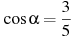 cos α = 3/5